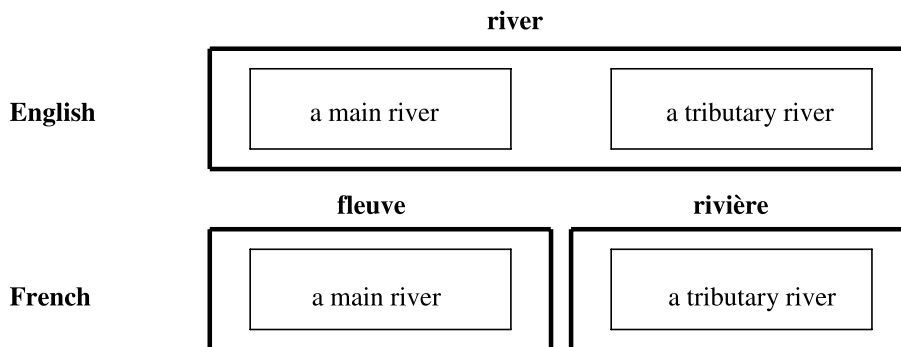 river
English a main river a tributary river
fleuve rivière
French a main river a tributary river